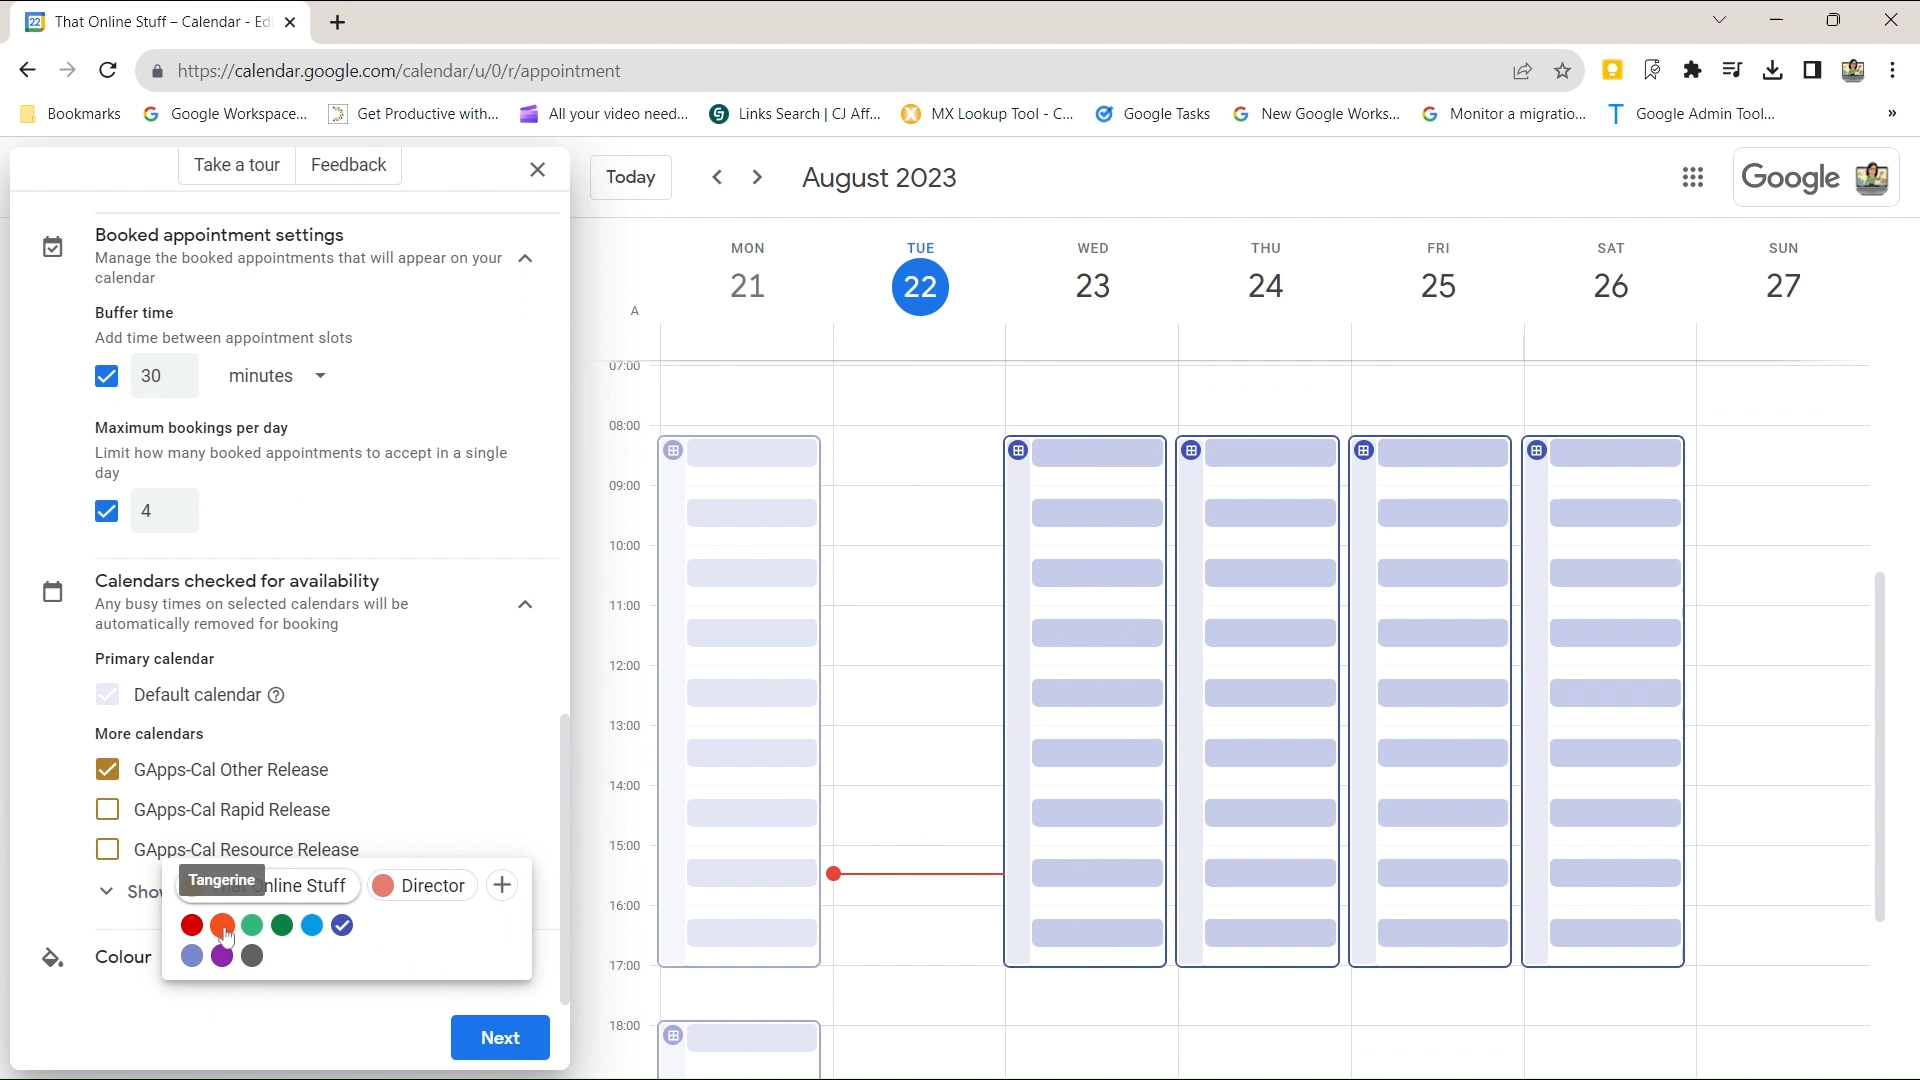 That Online Stuff – Calendar - Ed
https://calendar.google.com/calendar/u/0/r/appointment
Bookmarks
Google Workspace...
Get Productive with...
All your video need...
Links Search | CJ Aff...
MX Lookup Tool - C...
Google Tasks
New Google Works...
Monitor a migratio...
Google Admin Tool...
»
Take a tour
Feedback
Today
August 2023
Google
Booked appointment settings
Manage the booked appointments that will appear on your
calendar
Buffer time
Add time between appointment slots
30
minutes
Maximum bookings per day
Limit how many booked appointments to accept in a single
day
4
Calendars checked for availability
Any busy times on selected calendars will be
automatically removed for booking
Primary calendar
Default calendar
More calendars
GApps-Cal Other Release
GApps-Cal Rapid Release
GApps-Cal Resource Release
Tangerine
nline Stuff
Director
Colour
Next
MON
TUE
WED
THU
FRI
SAT
SUN
21
22
23
24
25
26
27
A
07:00
08:00
09:00
10:00
11:00
12:00
13:00
14:00
15:00
16:00
17:00
18:00